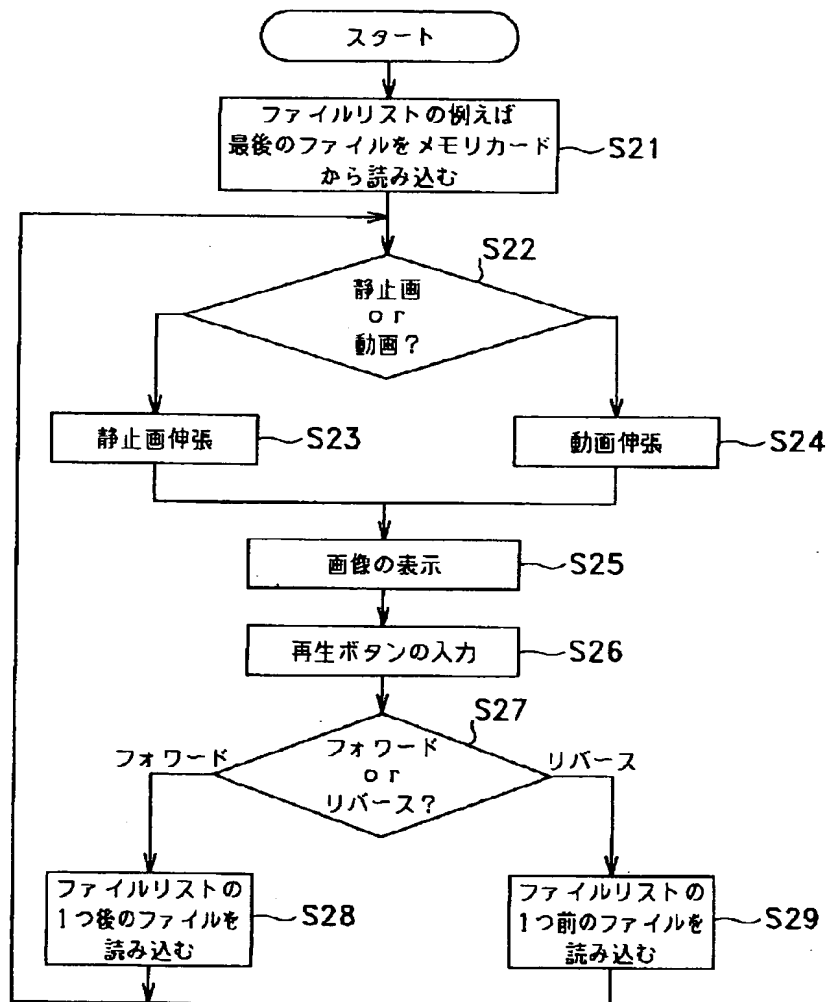 スタート
ファイルリストの例えば
最後のファイルをメモリカード
から読み込む
S21
S22
静止画
or
動画？
静止画伸張
S23
動画伸張
S24
画像の表示
S25
再生ボタンの入力
S26
S27
フォワード
フォワード
or
リバース？
リバース
ファイルリストの
1つ後のファイルを
読み込む
S28
ファイルリストの
1つ前のファイルを
読み込む
S29